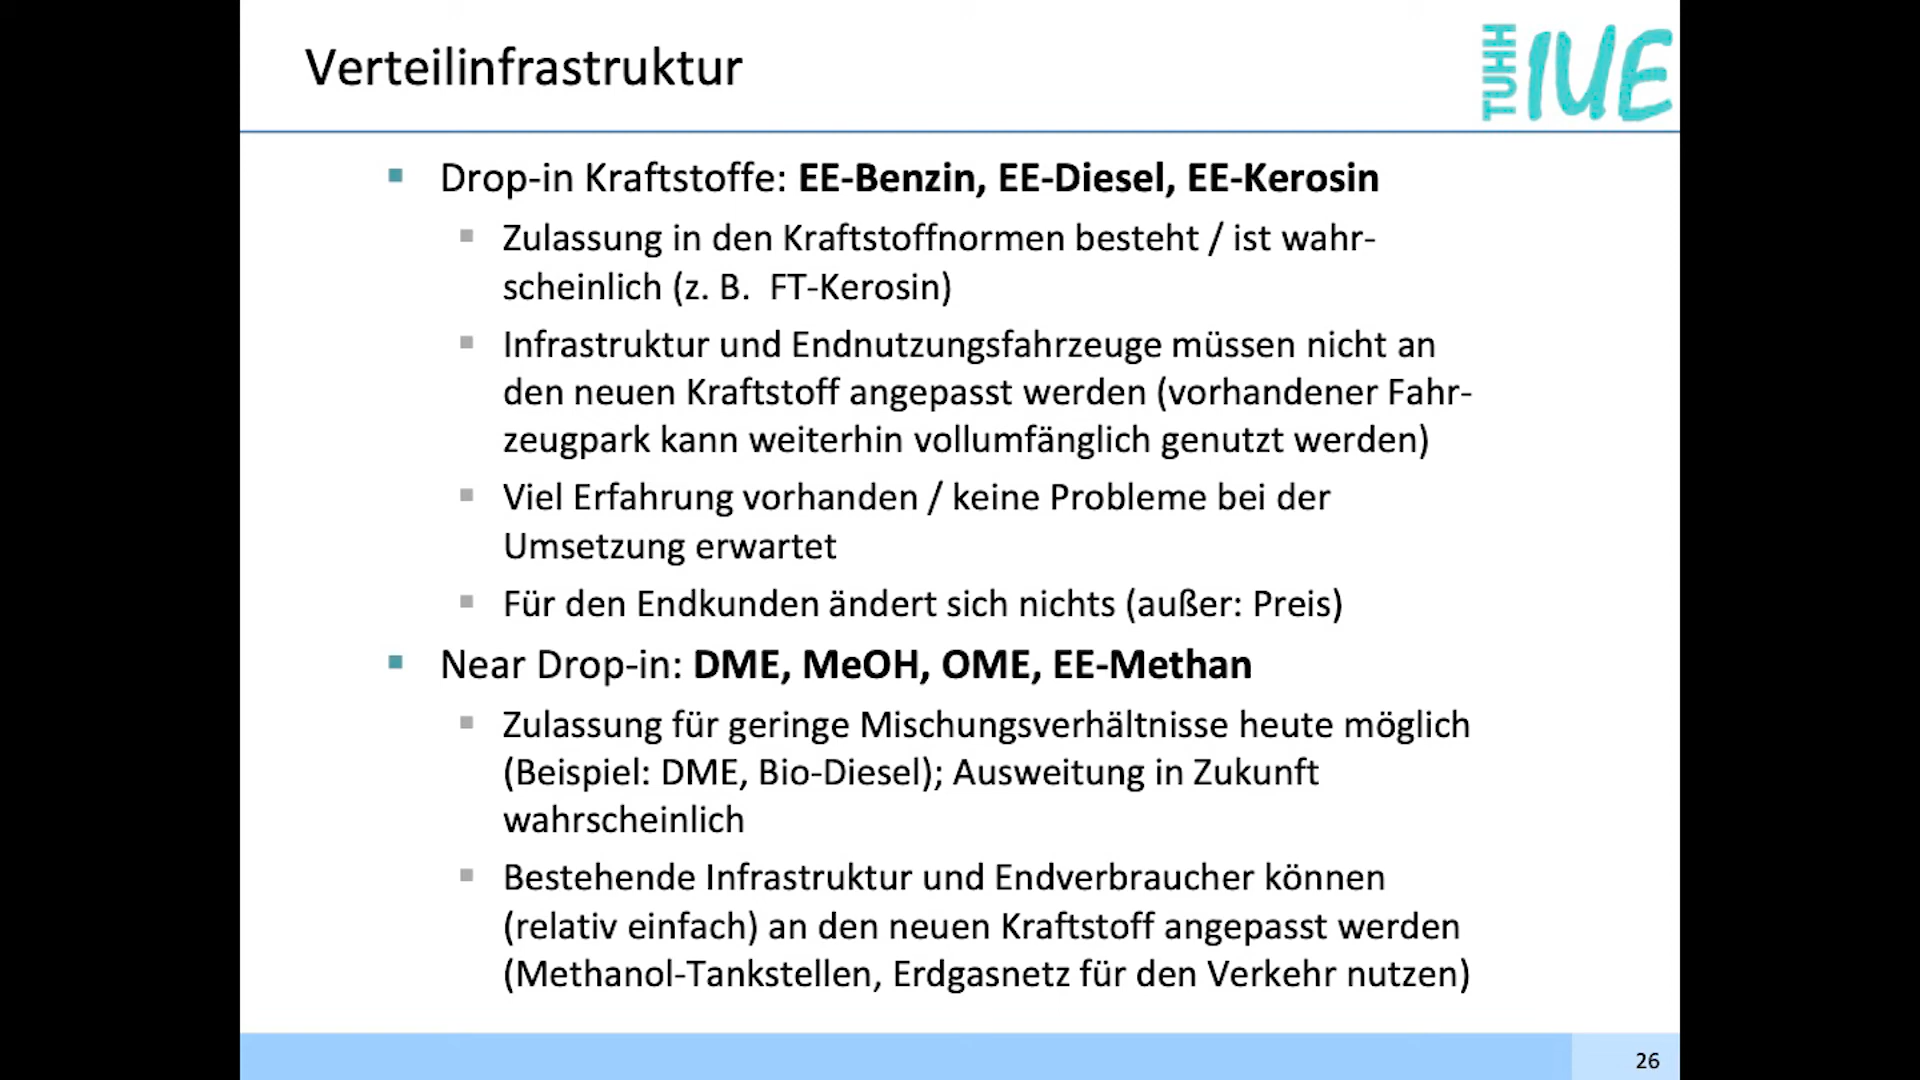 Verteilinfrastruktur
TUHH
IUE
Drop-in Kraftstoffe: EE-Benzin, EE-Diesel, EE-Kerosin
Zulassung in den Kraftstoffnormen besteht / ist wahr-
scheinlich (z. B. FT-Kerosin)
Infrastruktur und Endnutzungsfahrzeuge müssen nicht an
den neuen Kraftstoff angepasst werden (vorhandener Fahr-
zeugpark kann weiterhin vollumfänglich genutzt werden)
Viel Erfahrung vorhanden / keine Probleme bei der
Umsetzung erwartet
Für den Endkunden ändert sich nichts (außer: Preis)
Near Drop-in: DME, MeOH, OME, EE-Methan
Zulassung für geringe Mischungsverhältnisse heute möglich
(Beispiel: DME, Bio-Diesel); Ausweitung in Zukunft
wahrscheinlich
Bestehende Infrastruktur und Endverbraucher können
(relativ einfach) an den neuen Kraftstoff angepasst werden
(Methanol-Tankstellen, Erdgasnetz für den Verkehr nutzen)
26